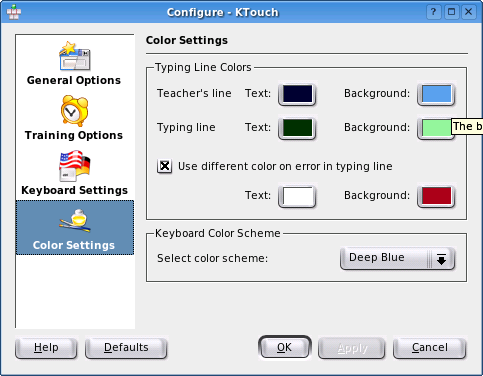 Configure - KTouch
General Options
Training Options
Keyboard Settings
Color Settings
Color Settings
Typing Line Colors
Teacher's line Text: Background:
Typing line Text: Background:
The b
Use different color on error in typing line
Text: Background:
Keyboard Color Scheme
Select color scheme: Deep Blue
Help Defaults OK Apply Cancel